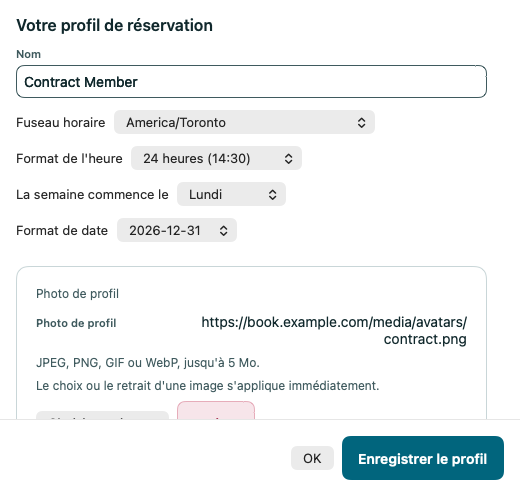 Votre profil de réservation
Nom
Contract Member
Fuseau horaire America/Toronto
Format de l'heure 24 heures (14:30)
La semaine commence le Lundi
Format de date 2026-12-31
Photo de profil
Photo de profil https://book.example.com/media/avatars/
contract.png
JPEG, PNG, GIF ou WebP, jusqu'à 5 Mo.
Le choix ou le retrait d'une image s'applique immédiatement.
OK Enregistrer le profil